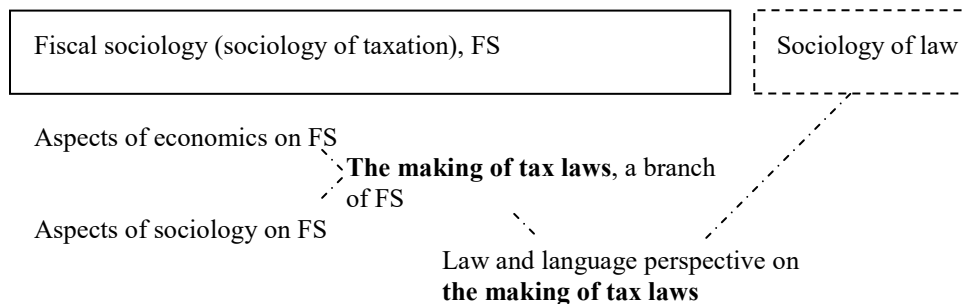 Fiscal sociology (sociology of taxation), FS
Sociology of law
Aspects of economics on FS
The making of tax laws, a branch
of FS
Aspects of sociology on FS
Law and language perspective on
the making of tax laws